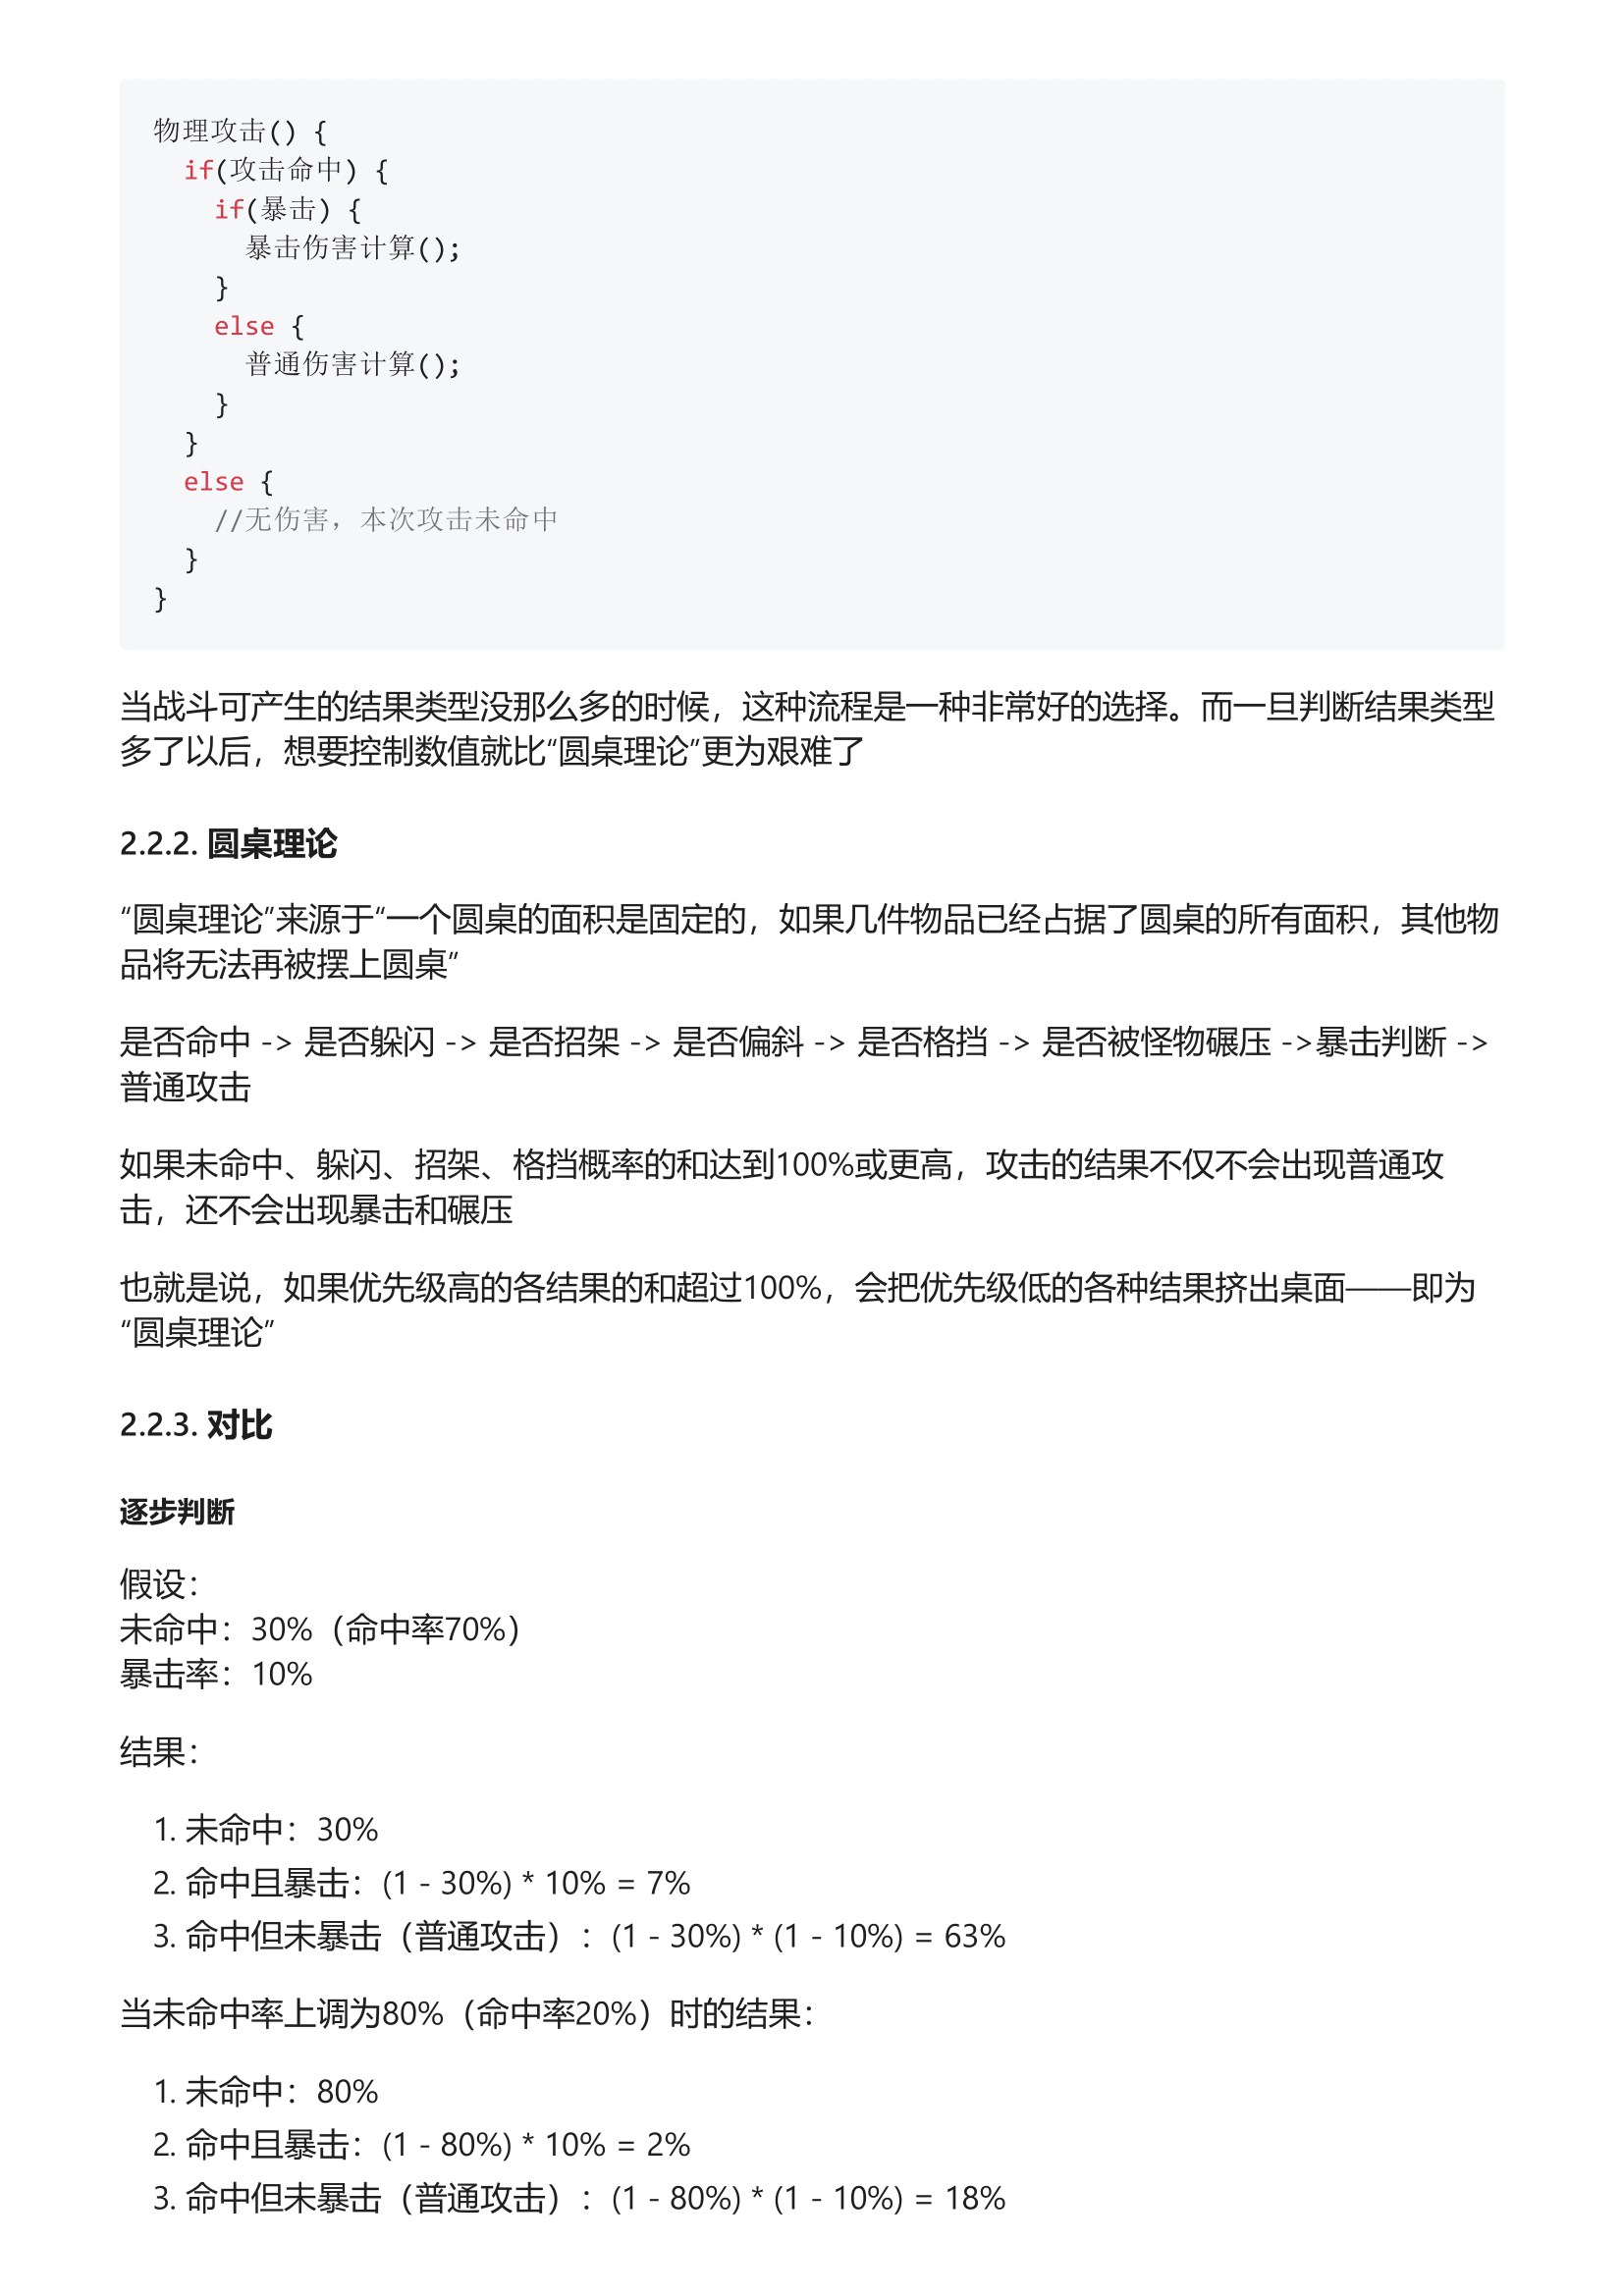 物理攻击() {
  if(攻击命中) {
    if(暴击) {
      暴击伤害计算();
    }
    else {
      普通伤害计算();
    }
  }
  else {
    //无伤害，本次攻击未命中
  }
}
当战斗可产生的结果类型没那么多的时候，这种流程是一种非常好的选择。而一旦判断结果类型
多了以后，想要控制数值就比“圆桌理论”更为艰难了
2.2.2. 圆桌理论
“圆桌理论”来源于“一个圆桌的面积是固定的，如果几件物品已经占据了圆桌的所有面积，其他物
品将无法再被摆上圆桌”
是否命中 -> 是否躲闪 -> 是否招架 -> 是否偏斜 -> 是否格挡 -> 是否被怪物碾压 ->暴击判断 ->
普通攻击
如果未命中、躲闪、招架、格挡概率的和达到100%或更高，攻击的结果不仅不会出现普通攻
击，还不会出现暴击和碾压
也就是说，如果优先级高的各结果的和超过100%，会把优先级低的各种结果挤出桌面——即为
“圆桌理论”
2.2.3. 对比
逐步判断
假设：
未命中：30%（命中率70%）
暴击率：10%
结果：
1. 未命中：30%
2. 命中且暴击：(1 - 30%) * 10% = 7%
3. 命中但未暴击（普通攻击）：(1 - 30%) * (1 - 10%) = 63%
当未命中率上调为80%（命中率20%）时的结果：
1. 未命中：80%
2. 命中且暴击：(1 - 80%) * 10% = 2%
3. 命中但未暴击（普通攻击）：(1 - 80%) * (1 - 10%) = 18%